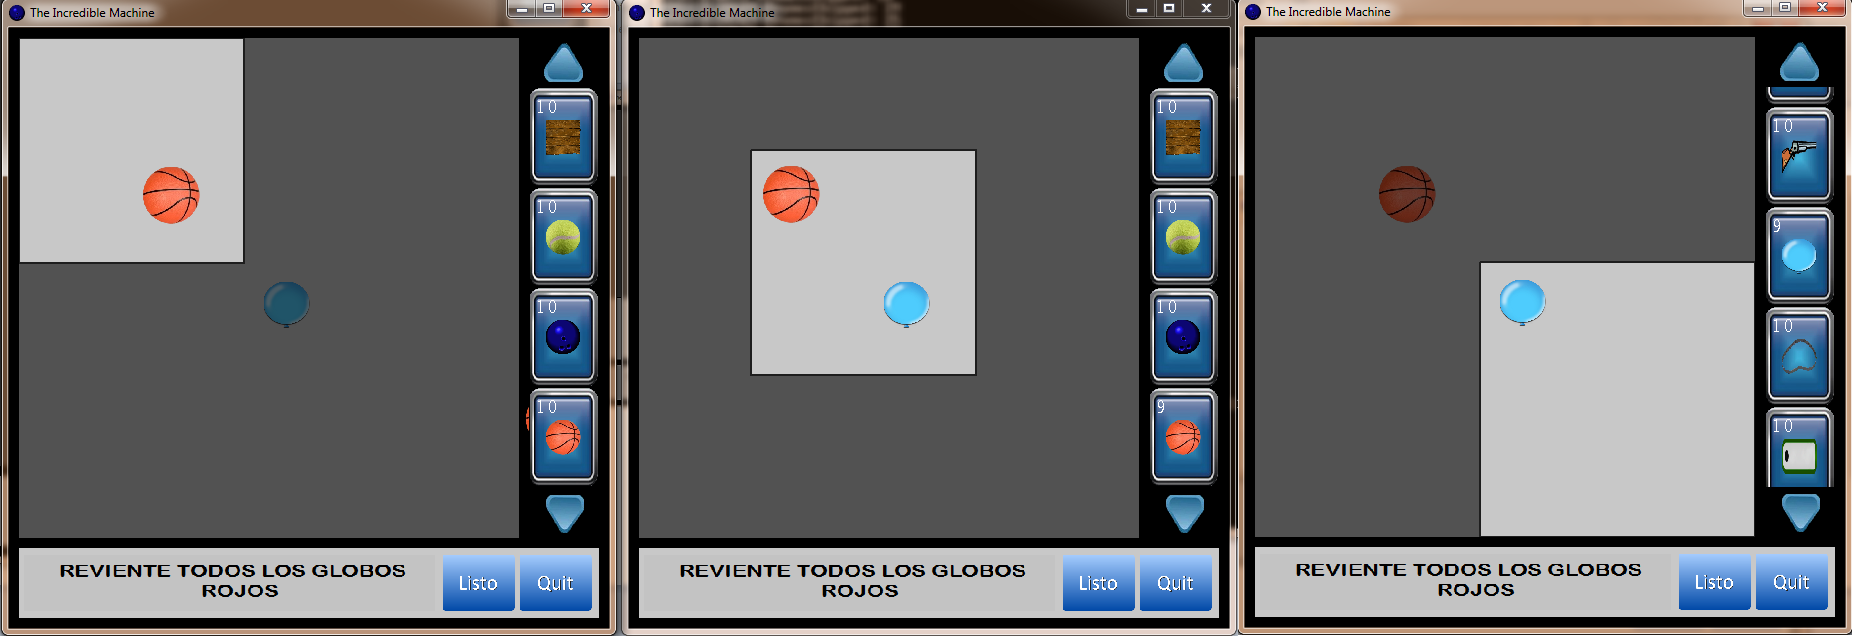 The Incredible Machine
10
10
10
10
REVIENTE TODOS LOS GLOBOS
ROJOS
Listo
Quit
The Incredible Machine
10
10
10
9
REVIENTE TODOS LOS GLOBOS
ROJOS
Listo
Quit
The Incredible Machine
10
9
10
10
REVIENTE TODOS LOS GLOBOS
ROJOS
Listo
Quit